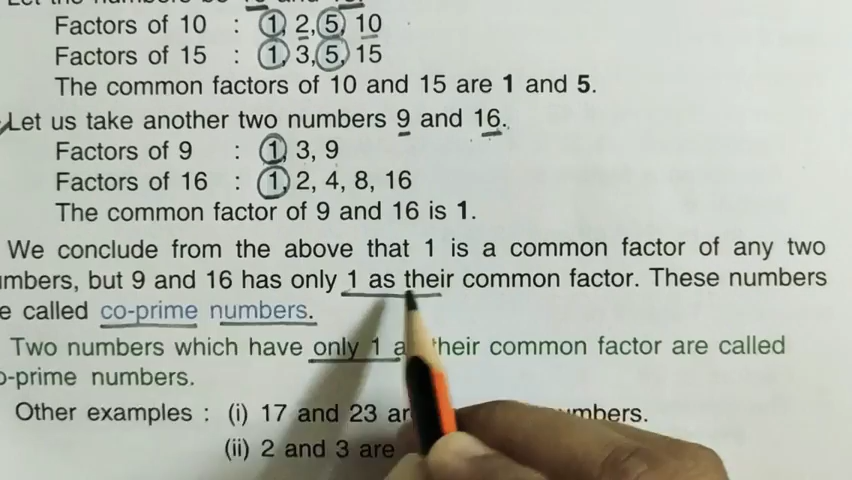 Factors of 10 : 1, 2, 5, 10
Factors of 15 : 1, 3, 5, 15
The common factors of 10 and 15 are 1 and 5.
Let us take another two numbers 9 and 16.
Factors of 9 : 1, 3, 9
Factors of 16 : 1, 2, 4, 8, 16
The common factor of 9 and 16 is 1.
We conclude from the above that 1 is a common factor of any two
mbers, but 9 and 16 has only 1 as their common factor. These numbers
e called co-prime numbers.
Two numbers which have only 1 a their common factor are called
o-prime numbers.
Other examples : (i) 17 and 23 ar umbers.
(ii) 2 and 3 are